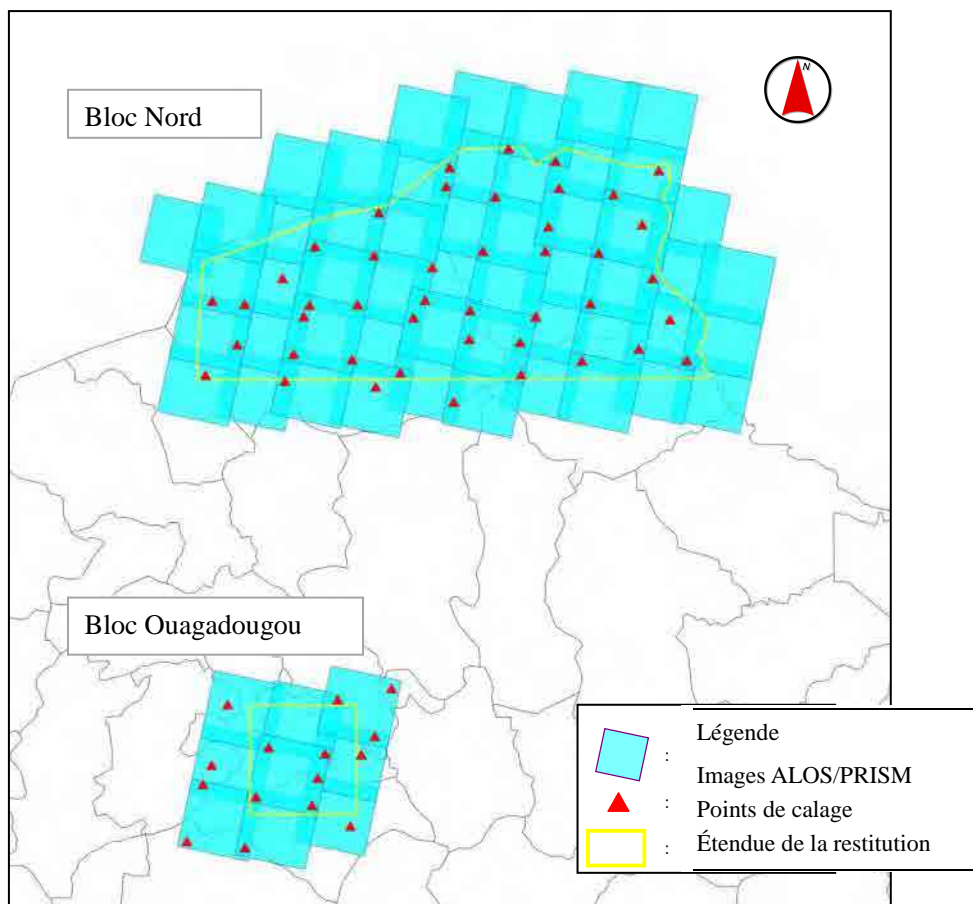 N
Bloc Nord
Bloc Ouagadougou
Légende
: Images ALOS/PRISM
: Points de calage
: Étendue de la restitution